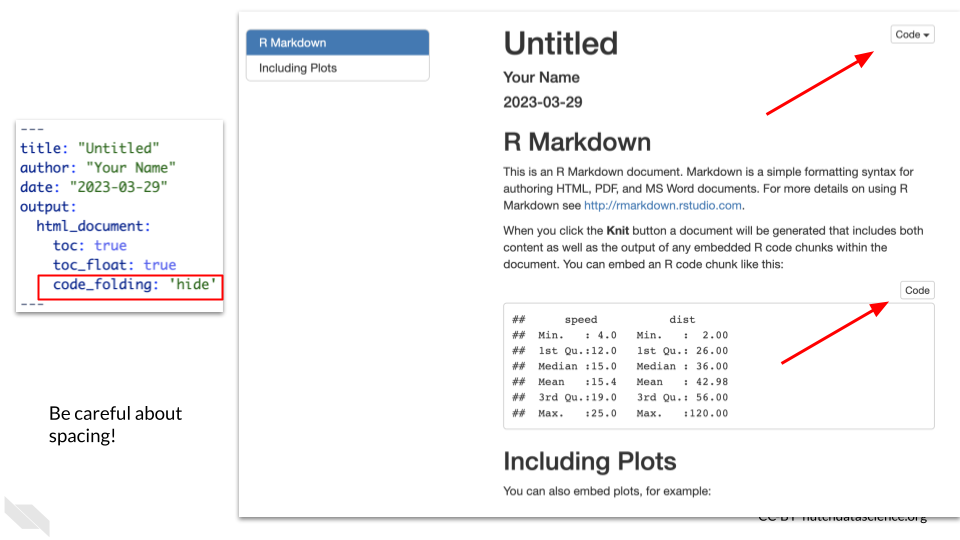 ---
title: "Untitled"
author: "Your Name"
date: "2023-03-29"
output:
  html_document:
    toc: true
    toc_float: true
    code_folding: 'hide'
---
Be careful about
spacing!
R Markdown
Including Plots
Code
Untitled
Your Name
2023-03-29
R Markdown
This is an R Markdown document. Markdown is a simple formatting syntax for
authoring HTML, PDF, and MS Word documents. For more details on using R
Markdown see http://rmarkdown.rstudio.com.
When you click the Knit button a document will be generated that includes both
content as well as the output of any embedded R code chunks within the
document. You can embed an R code chunk like this:
Code
##      speed           dist
## Min.   : 4.0   Min.   :  2.00
## 1st Qu.:12.0   1st Qu.: 26.00
## Median :15.0   Median : 36.00
## Mean   :15.4   Mean   : 42.98
## 3rd Qu.:19.0   3rd Qu.: 56.00
## Max.   :25.0   Max.   :120.00
Including Plots
You can also embed plots, for example:
CC-BY hutchdatascience.org